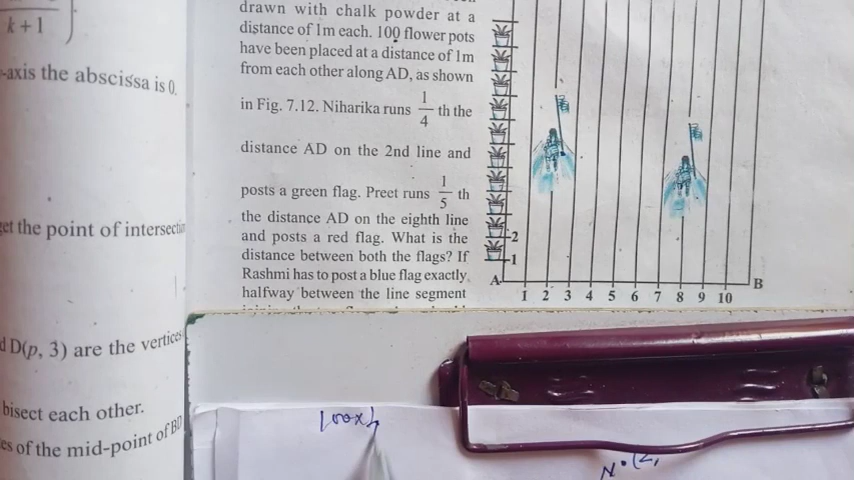 k+1
-axis the abscissa is 0.
get the point of intersectio
d D(p, 3) are the vertices
bisect each other.
es of the mid-point of BD
drawn with chalk powder at a
distance of 1m each. 100 flower pots
have been placed at a distance of 1m
from each other along AD, as shown
in Fig. 7.12. Niharika runs 1/4 th the
distance AD on the 2nd line and
posts a green flag. Preet runs 1/5 th
the distance AD on the eighth line
and posts a red flag. What is the
distance between both the flags? If
Rashmi has to post a blue flag exactly
halfway between the line segment
2
1
A B
1 2 3 4 5 6 7 8 9 10
100x
N•(2,